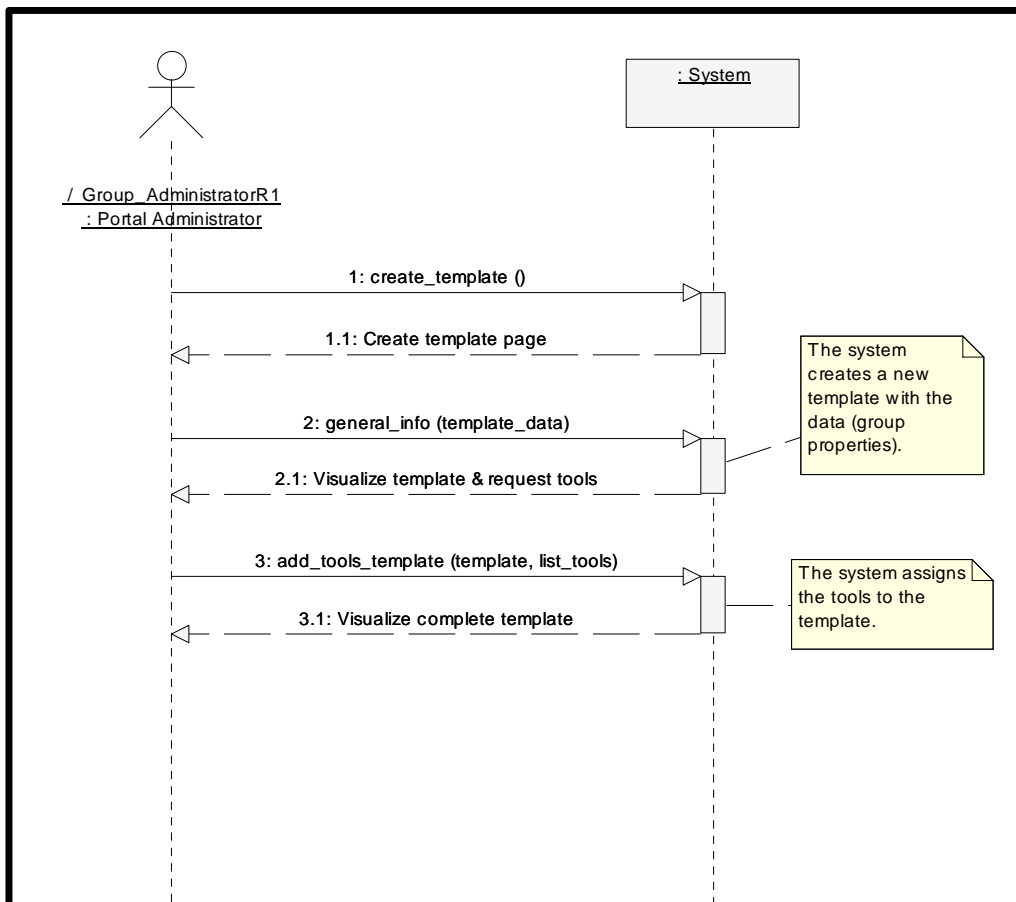 : System
/ Group_AdministratorR1
: Portal Administrator
1: create_template ()
1.1: Create template page
The system
creates a new
template with the
data (group
properties).
2: general_info (template_data)
2.1: Visualize template & request tools
3: add_tools_template (template, list_tools)
The system assigns
the tools to the
template.
3.1: Visualize complete template